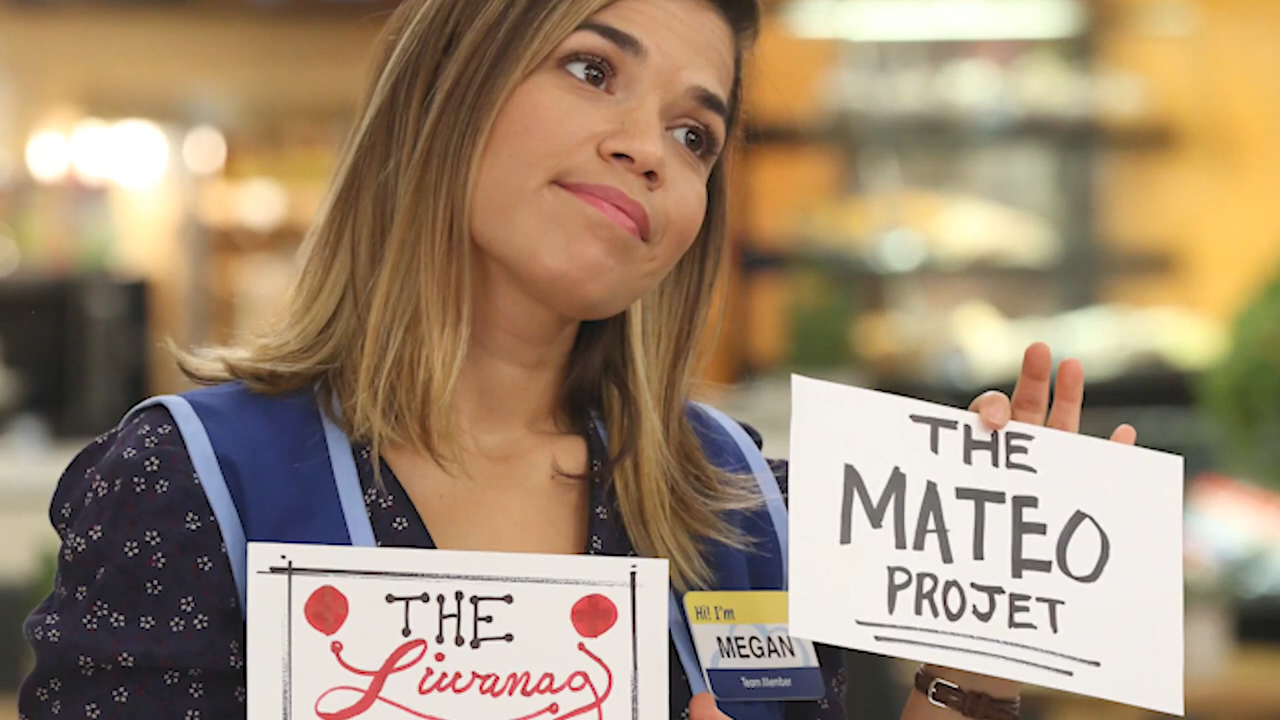 THE
Liwanag
Hi! I'm
MEGAN
Team Member
THE
MATEO
PROJET